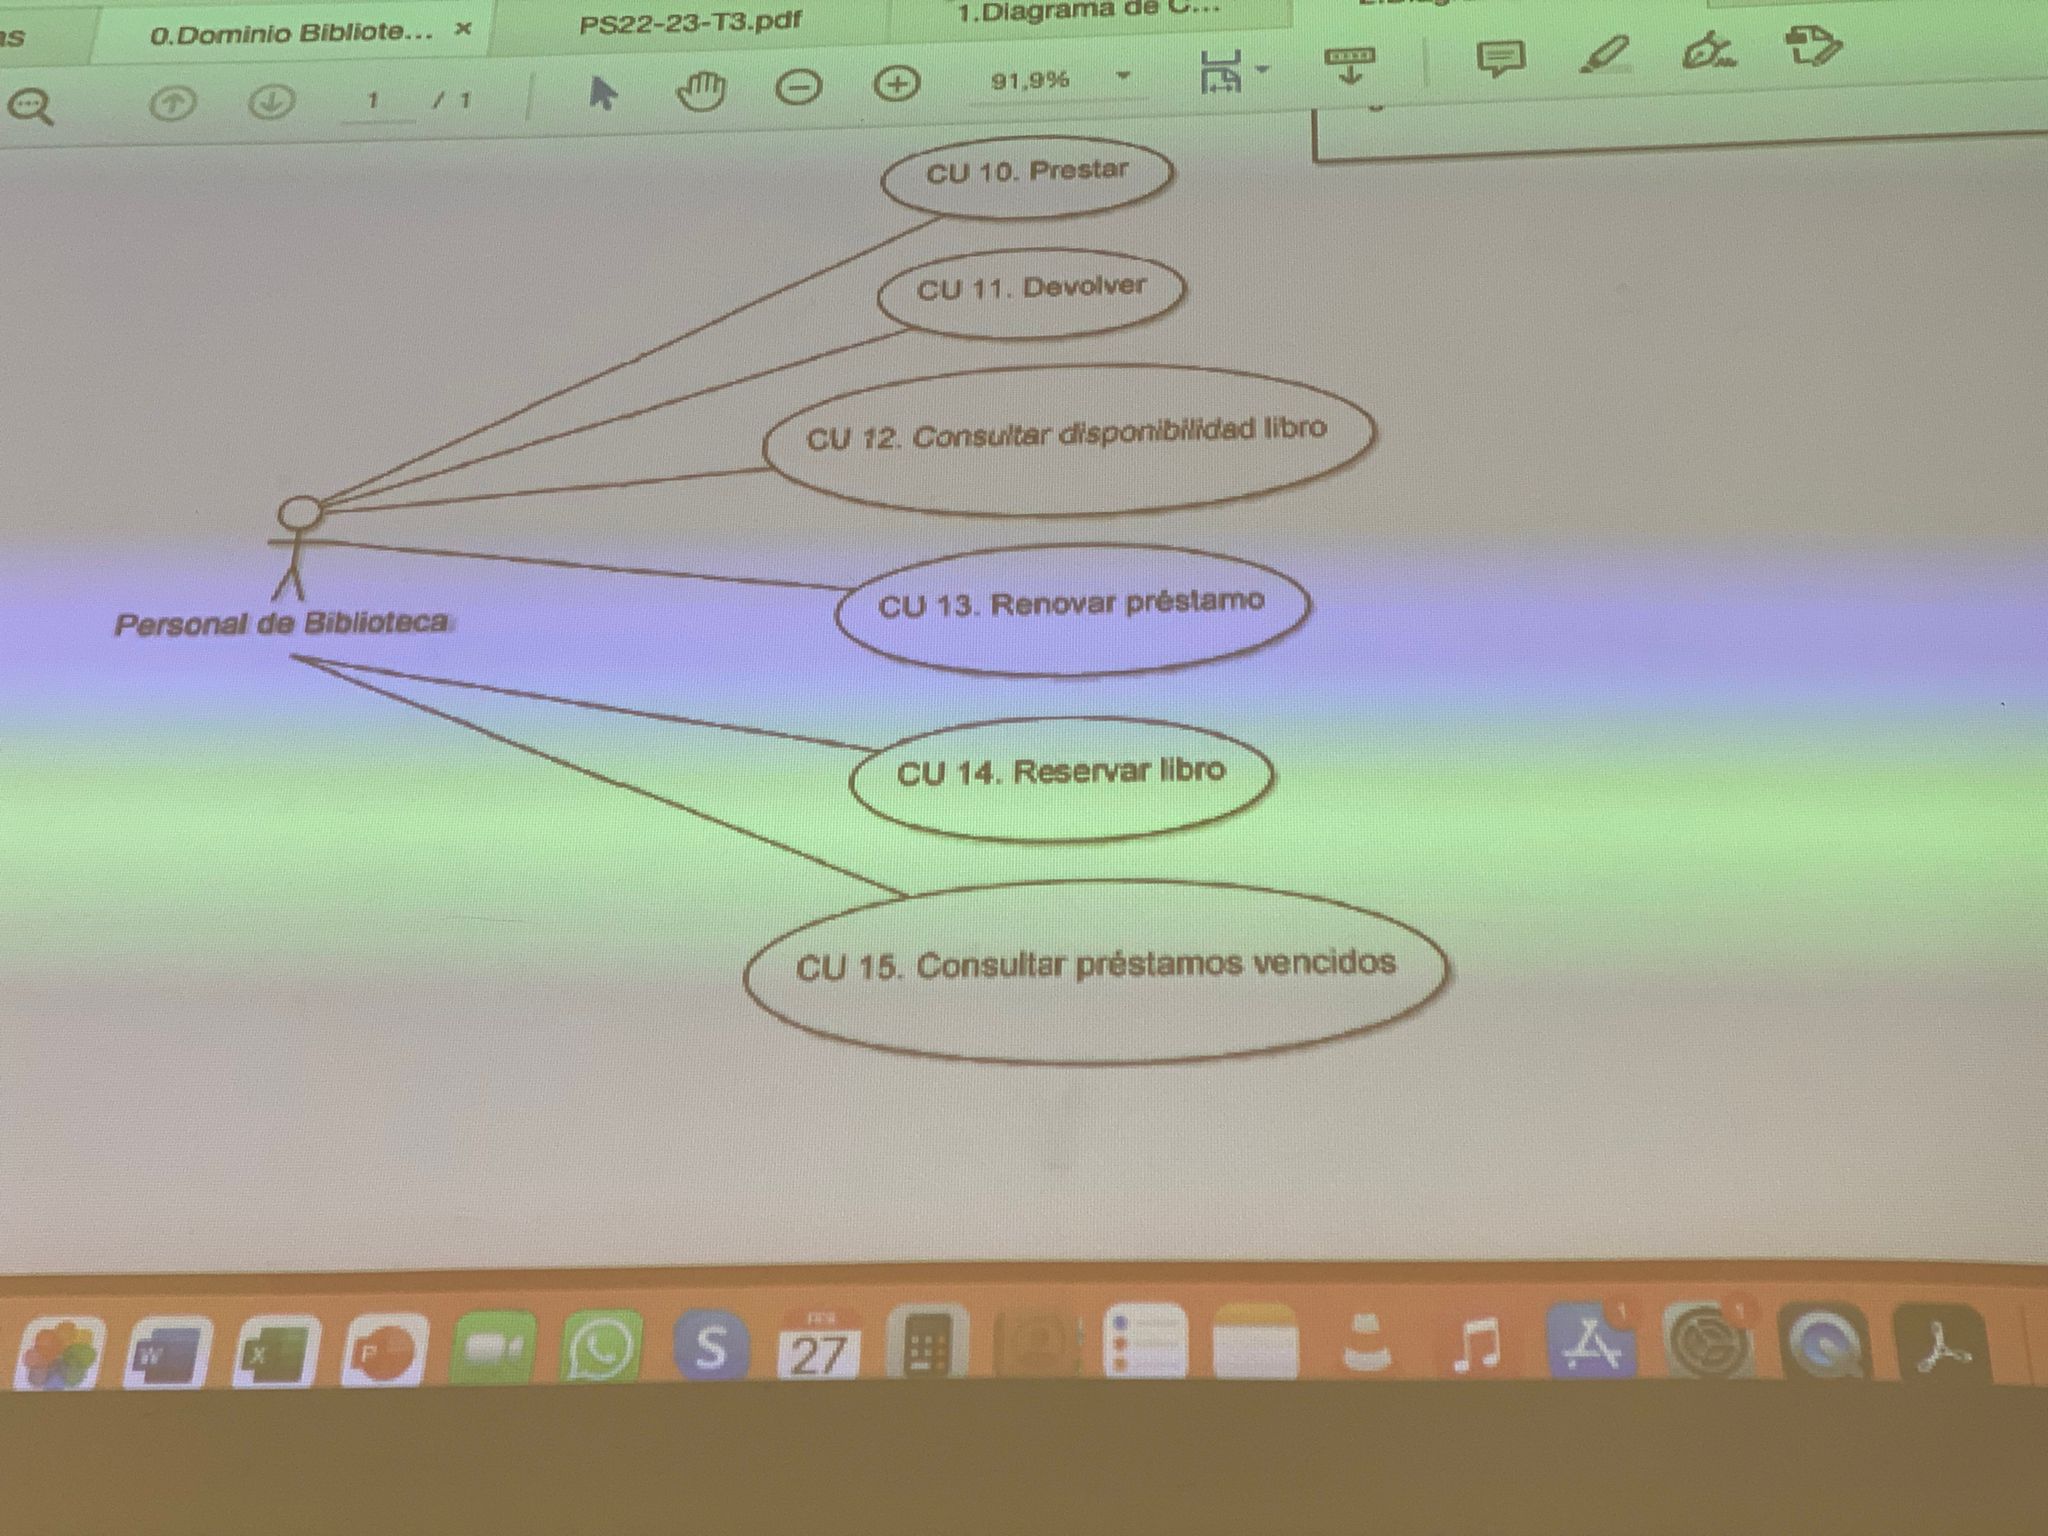 as
0.Dominio Bibliote... ×
PS22-23-T3.pdf
1.Diagrama de C...
1 / 1
91,9%
CU 10. Prestar
CU 11. Devolver
CU 12. Consultar disponibilidad libro
CU 13. Renovar préstamo
Personal de Biblioteca
CU 14. Reservar libro
CU 15. Consultar préstamos vencidos
W
X
P
S
27
1
1